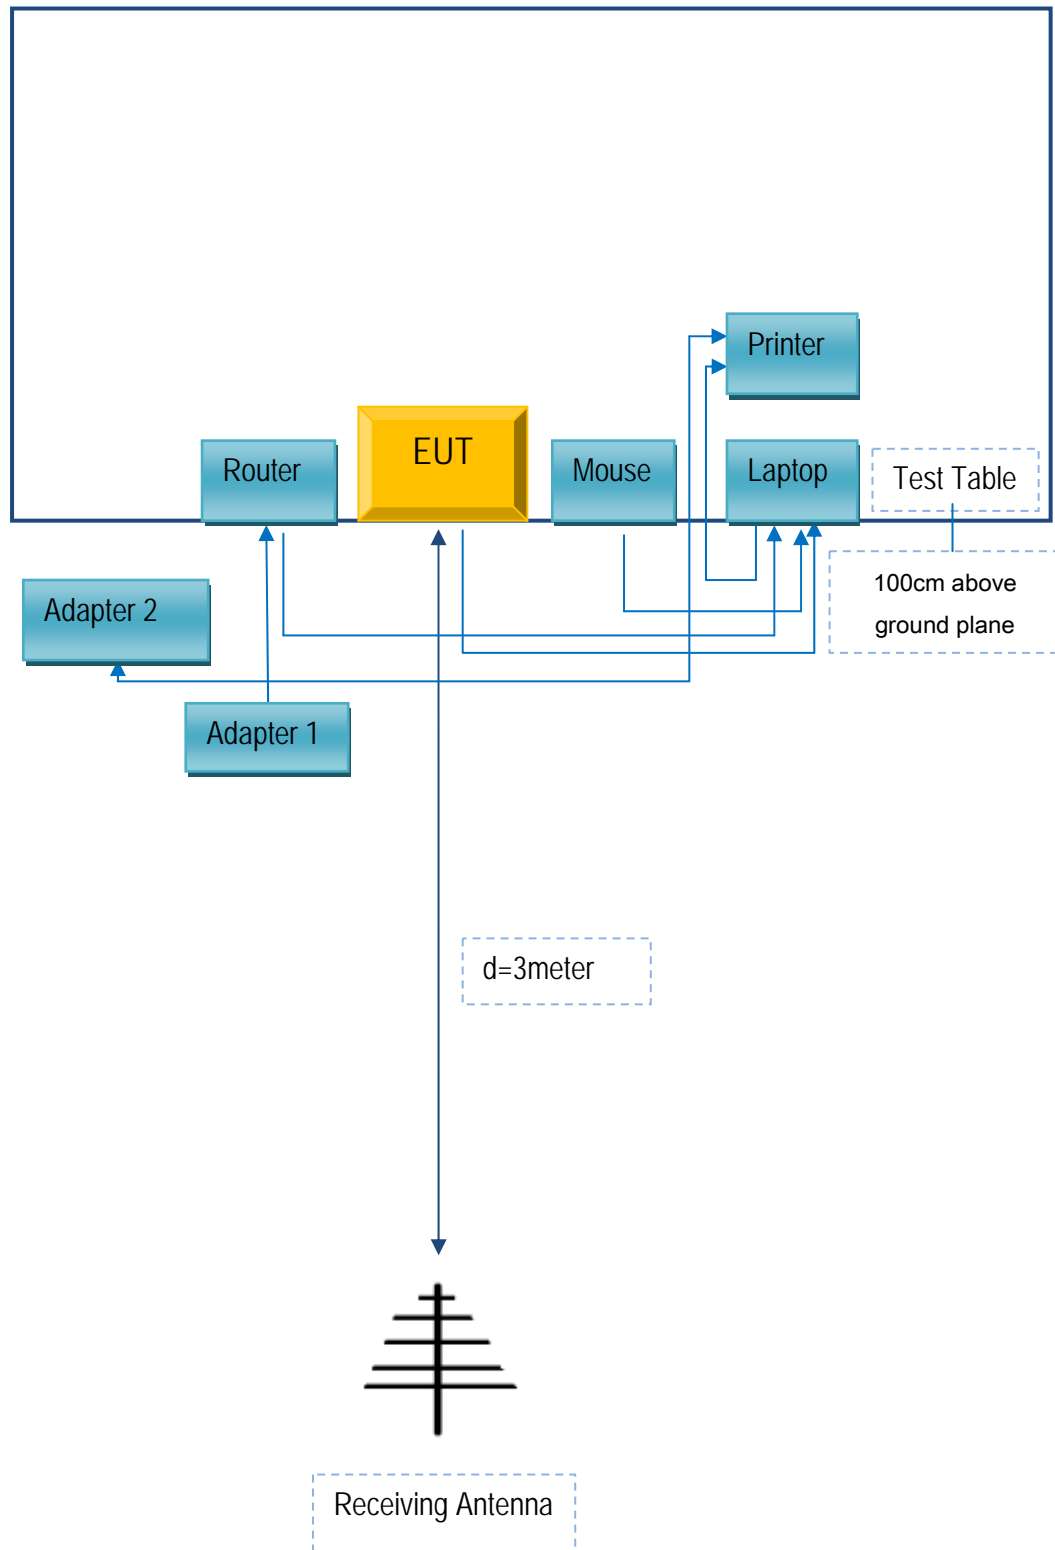 Printer
Router
EUT
Mouse
Laptop
Test Table
100cm above
ground plane
Adapter 2
Adapter 1
d=3meter
Receiving Antenna